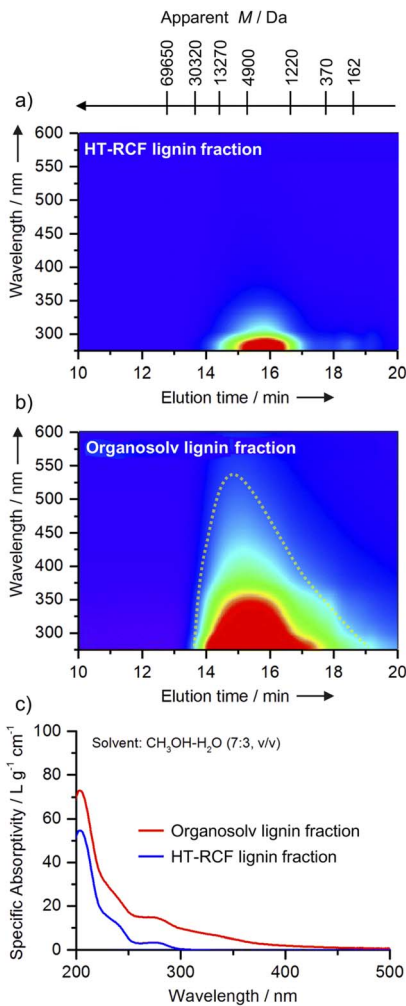 Apparent M / Da
69650 30320 13270 4900 1220 370 162
a)
HT-RCF lignin fraction
600
550
500
450
400
350
300
Wavelength / nm
10 12 14 16 18 20
Elution time / min
b)
Organosolv lignin fraction
600
550
500
450
400
350
300
Wavelength / nm
10 12 14 16 18 20
Elution time / min
c)
100
80
60
40
20
0
Specific Absorptivity / L g⁻¹ cm⁻¹
Solvent: CH₃OH-H₂O (7:3, v/v)
Organosolv lignin fraction
HT-RCF lignin fraction
200 300 400 500
Wavelength / nm